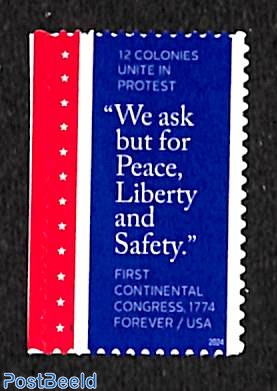 12 COLONIES
UNITE IN
PROTEST
“We ask
but for
Peace,
Liberty
and
Safety.”
FIRST
CONTINENTAL
CONGRESS, 1774
FOREVER / USA
2024
PostBeeld